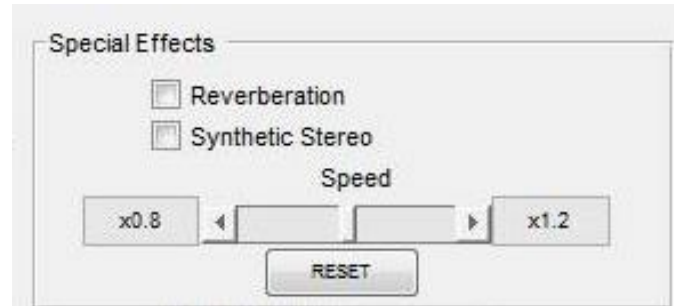 Special Effects
Reverberation
Synthetic Stereo
Speed
x0.8 x1.2
RESET